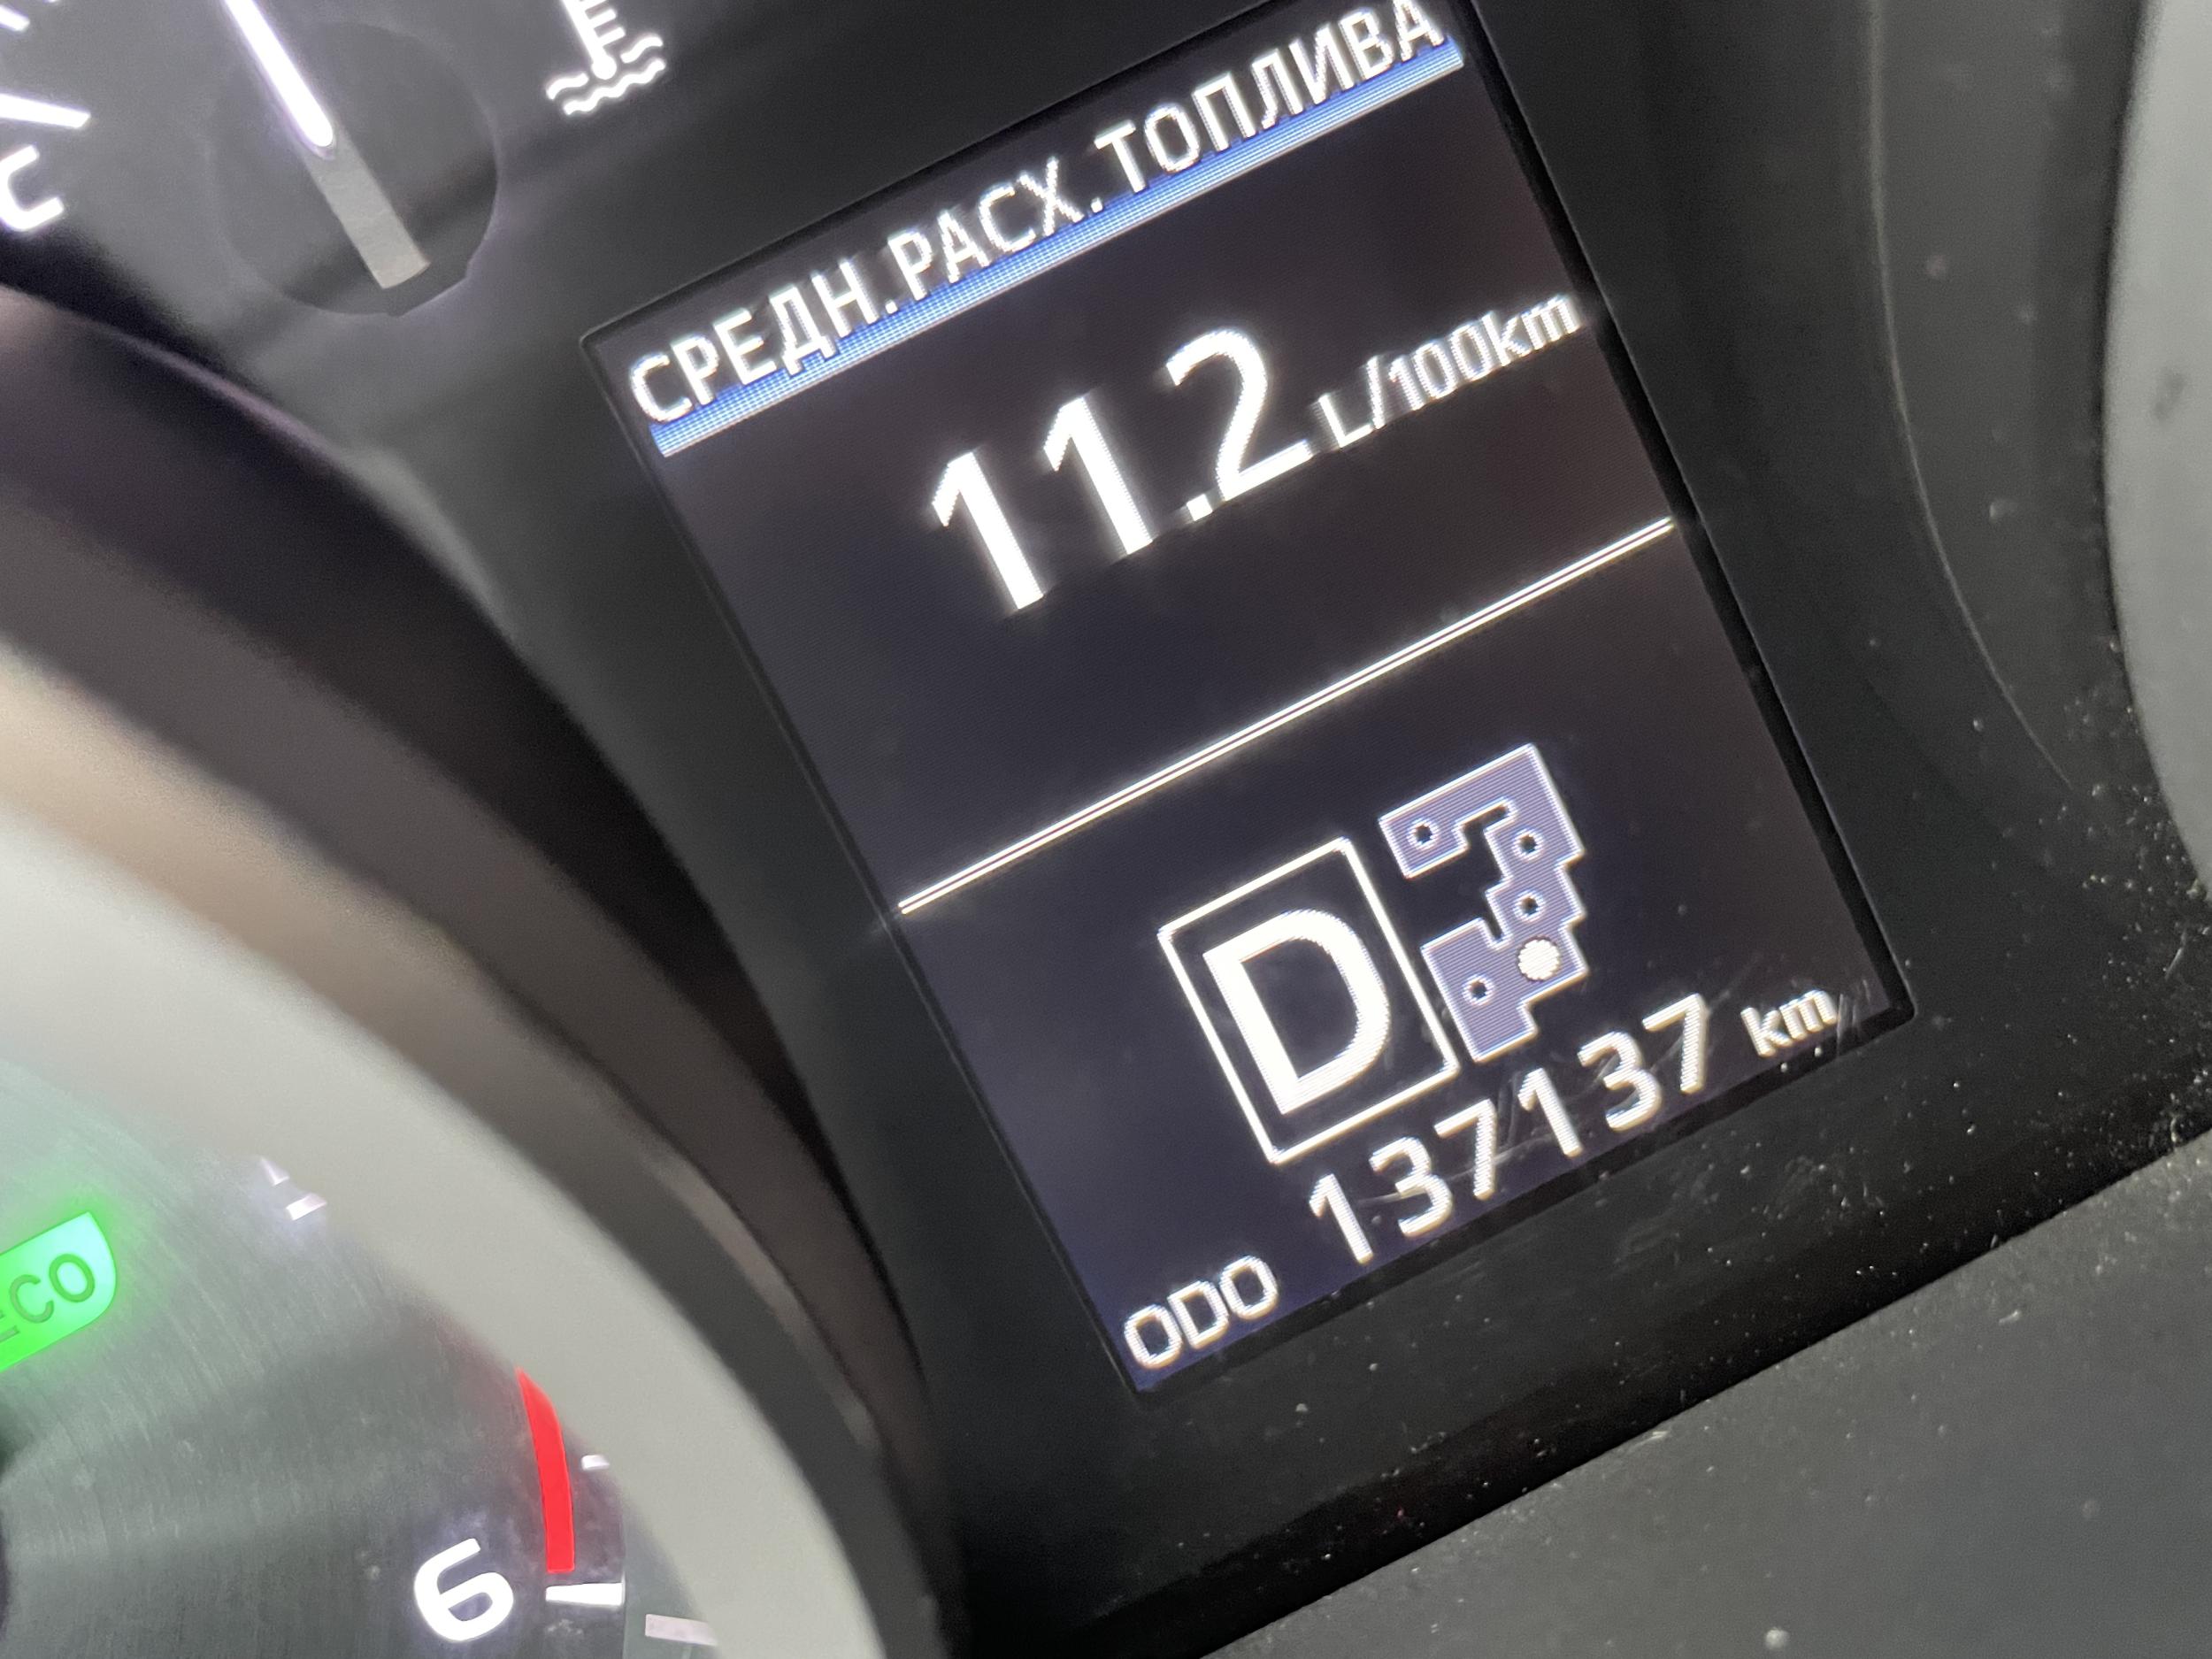 C
СРЕДН.РАСХ.ТОПЛИВА
11.2 L/100km
D
ODO 137137 km
ECO
6